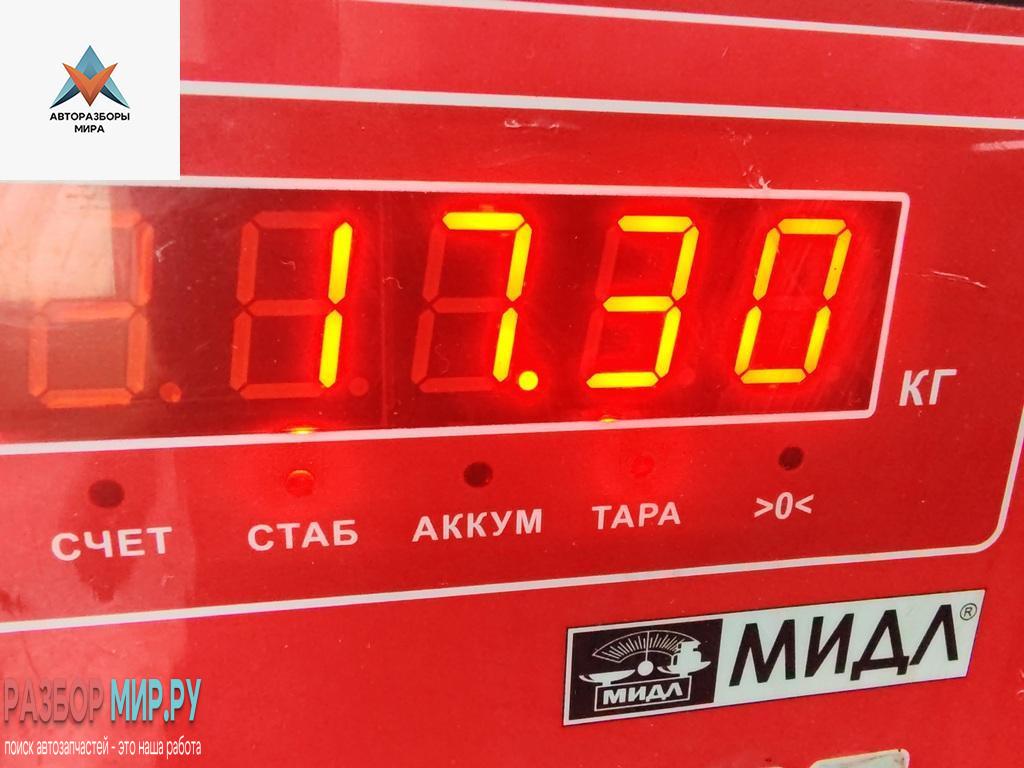 АВТОРАЗБОРЫ
МИРА
17.30
КГ
СЧЕТ СТАБ АККУМ ТАРА >0<
МИДЛ МИДЛ®
РАЗБОР МИР.РУ
поиск автозапчастей - это наша работа